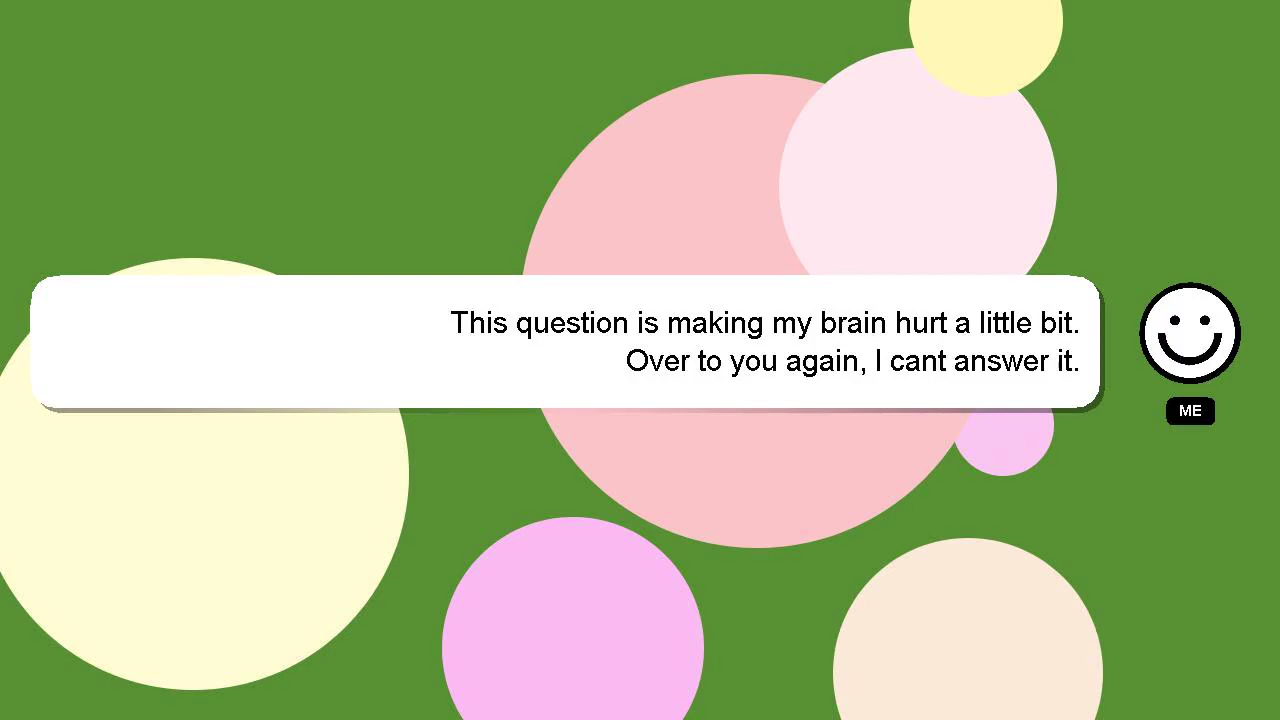 This question is making my brain hurt a little bit.
Over to you again, I cant answer it.
ME